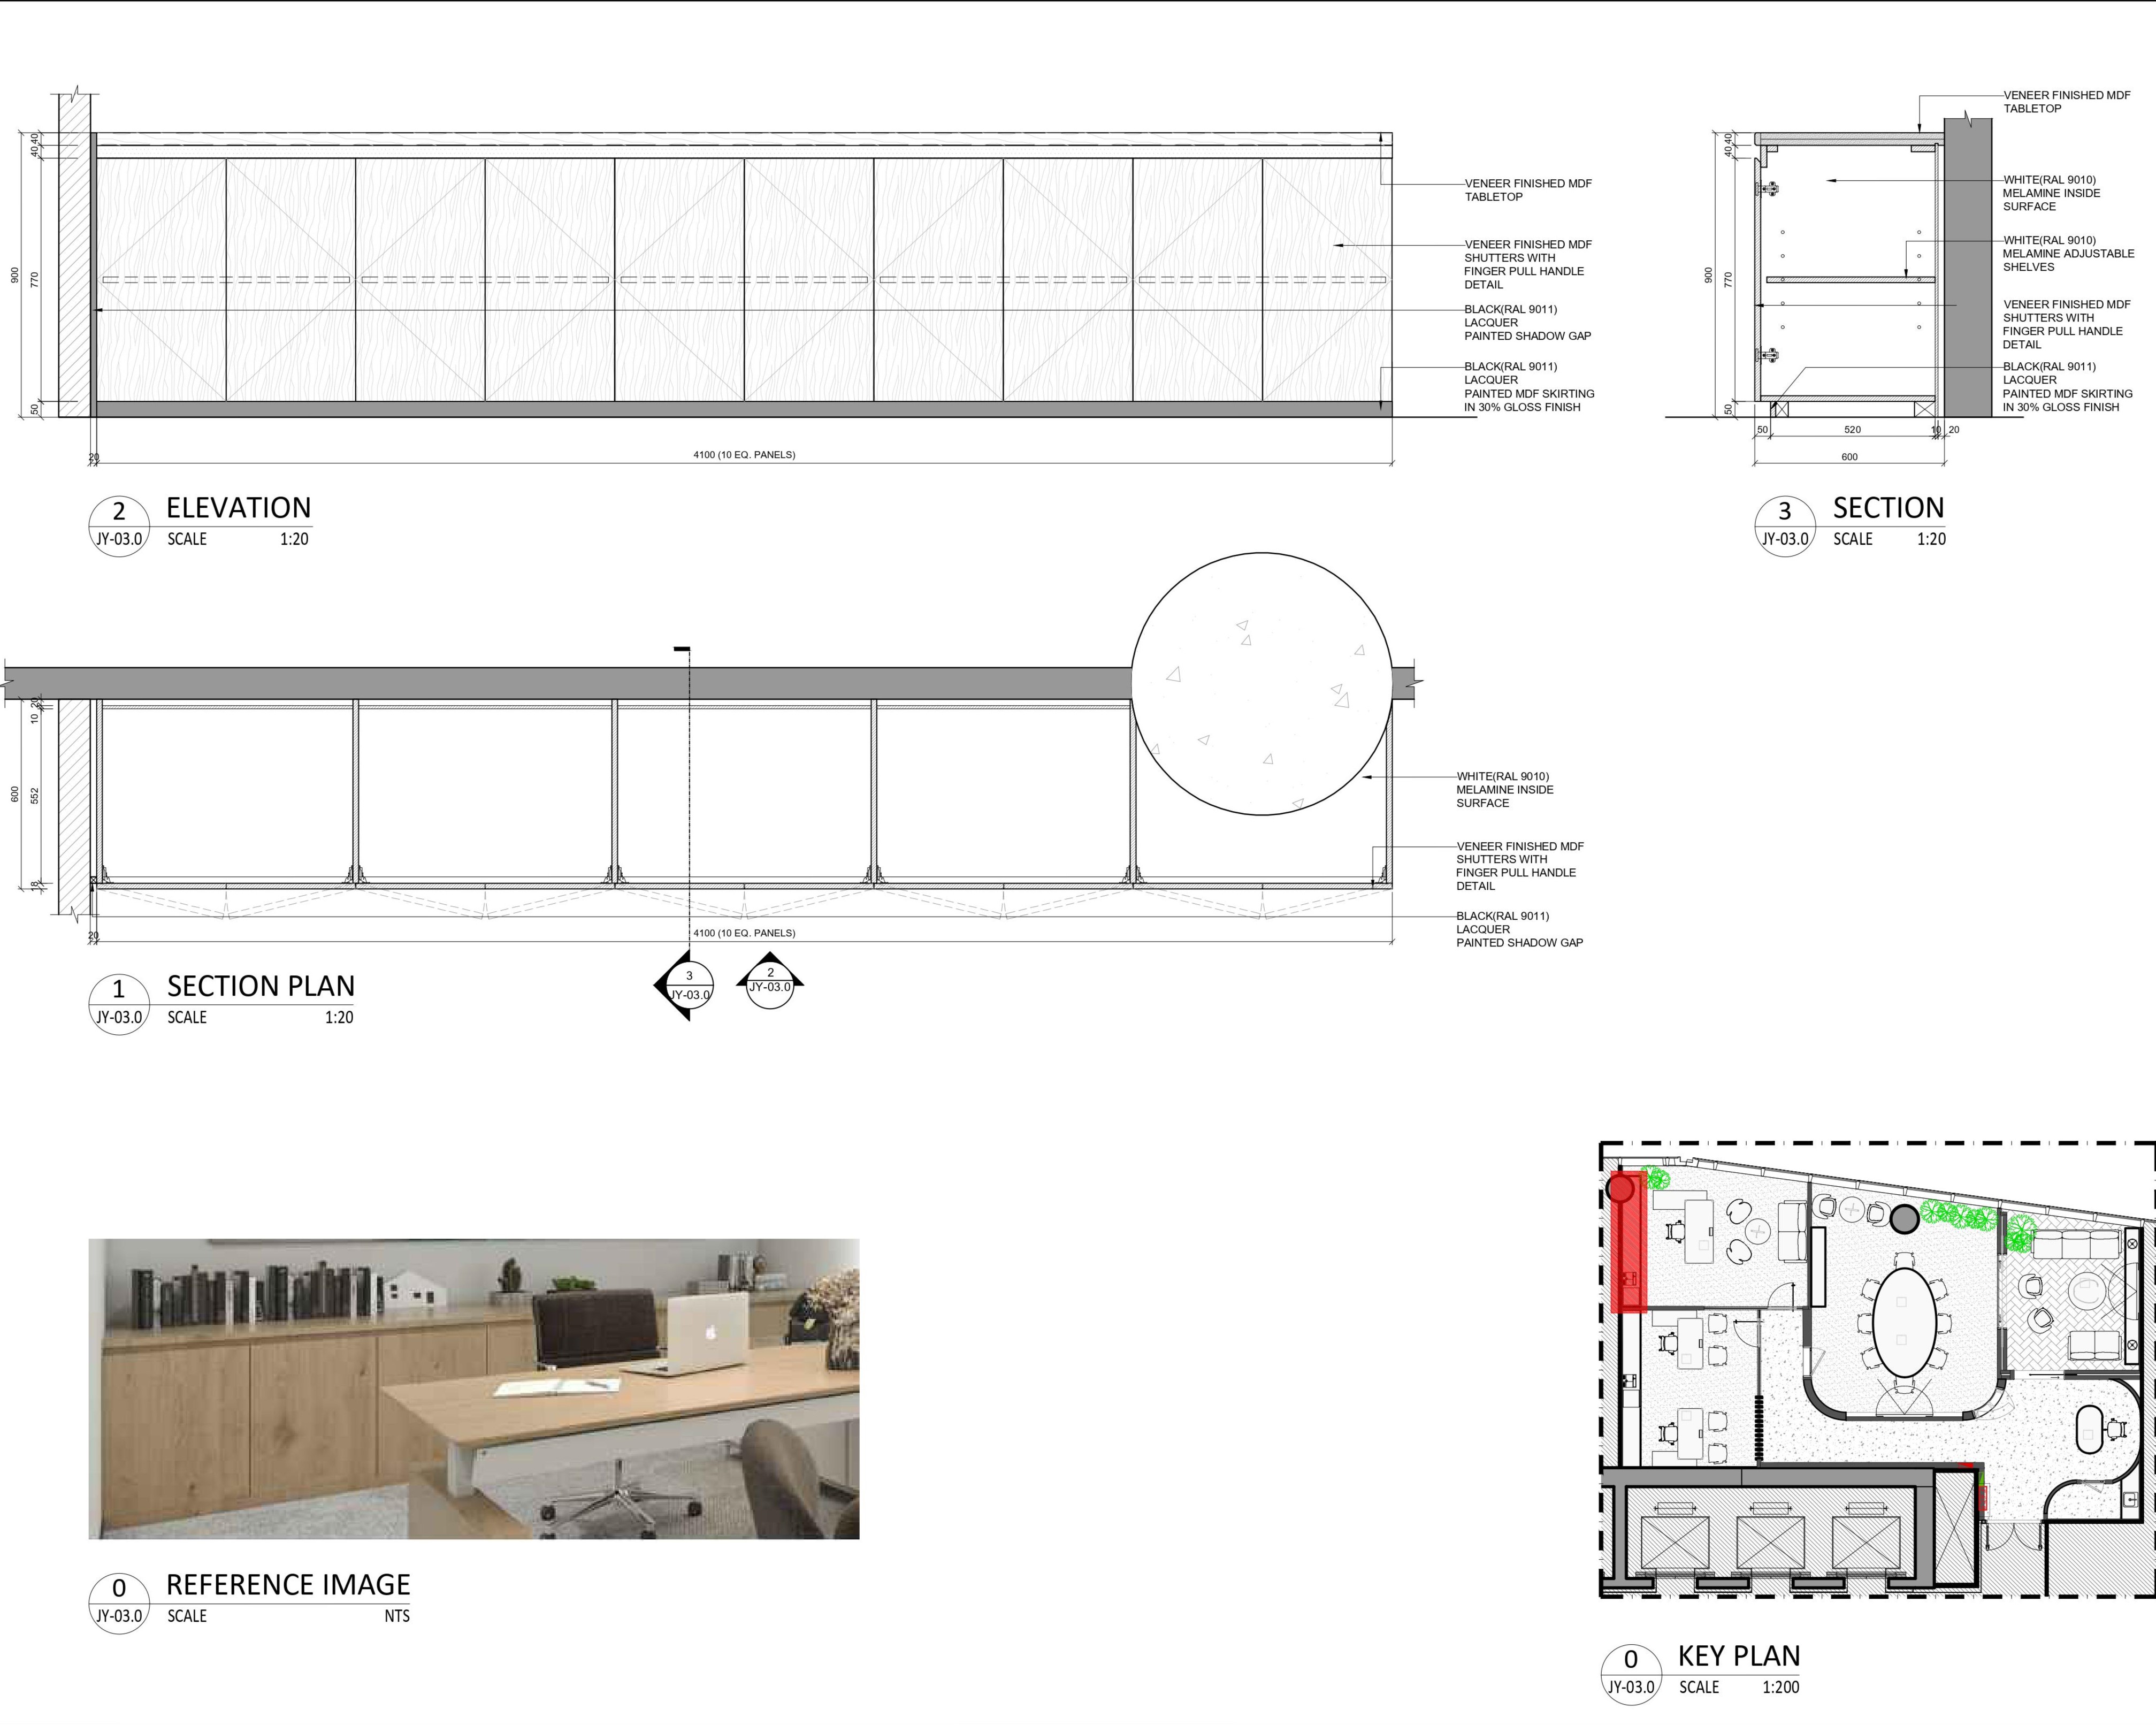 40 40
770
50
900
20
4100 (10 EQ. PANELS)
VENEER FINISHED MDF
TABLETOP
VENEER FINISHED MDF
SHUTTERS WITH
FINGER PULL HANDLE
DETAIL
BLACK(RAL 9011)
LACQUER
PAINTED SHADOW GAP
BLACK(RAL 9011)
LACQUER
PAINTED MDF SKIRTING
IN 30% GLOSS FINISH
2
JY-03.0
ELEVATION
SCALE 1:20
40 40
770
50
900
50 520 10 20
600
VENEER FINISHED MDF
TABLETOP
WHITE(RAL 9010)
MELAMINE INSIDE
SURFACE
WHITE(RAL 9010)
MELAMINE ADJUSTABLE
SHELVES
VENEER FINISHED MDF
SHUTTERS WITH
FINGER PULL HANDLE
DETAIL
BLACK(RAL 9011)
LACQUER
PAINTED MDF SKIRTING
IN 30% GLOSS FINISH
3
JY-03.0
SECTION
SCALE 1:20
10 20
552
18
600
20
4100 (10 EQ. PANELS)
WHITE(RAL 9010)
MELAMINE INSIDE
SURFACE
VENEER FINISHED MDF
SHUTTERS WITH
FINGER PULL HANDLE
DETAIL
BLACK(RAL 9011)
LACQUER
PAINTED SHADOW GAP
3
JY-03.0
2
JY-03.0
1
JY-03.0
SECTION PLAN
SCALE 1:20
0
JY-03.0
REFERENCE IMAGE
SCALE NTS
0
JY-03.0
KEY PLAN
SCALE 1:200